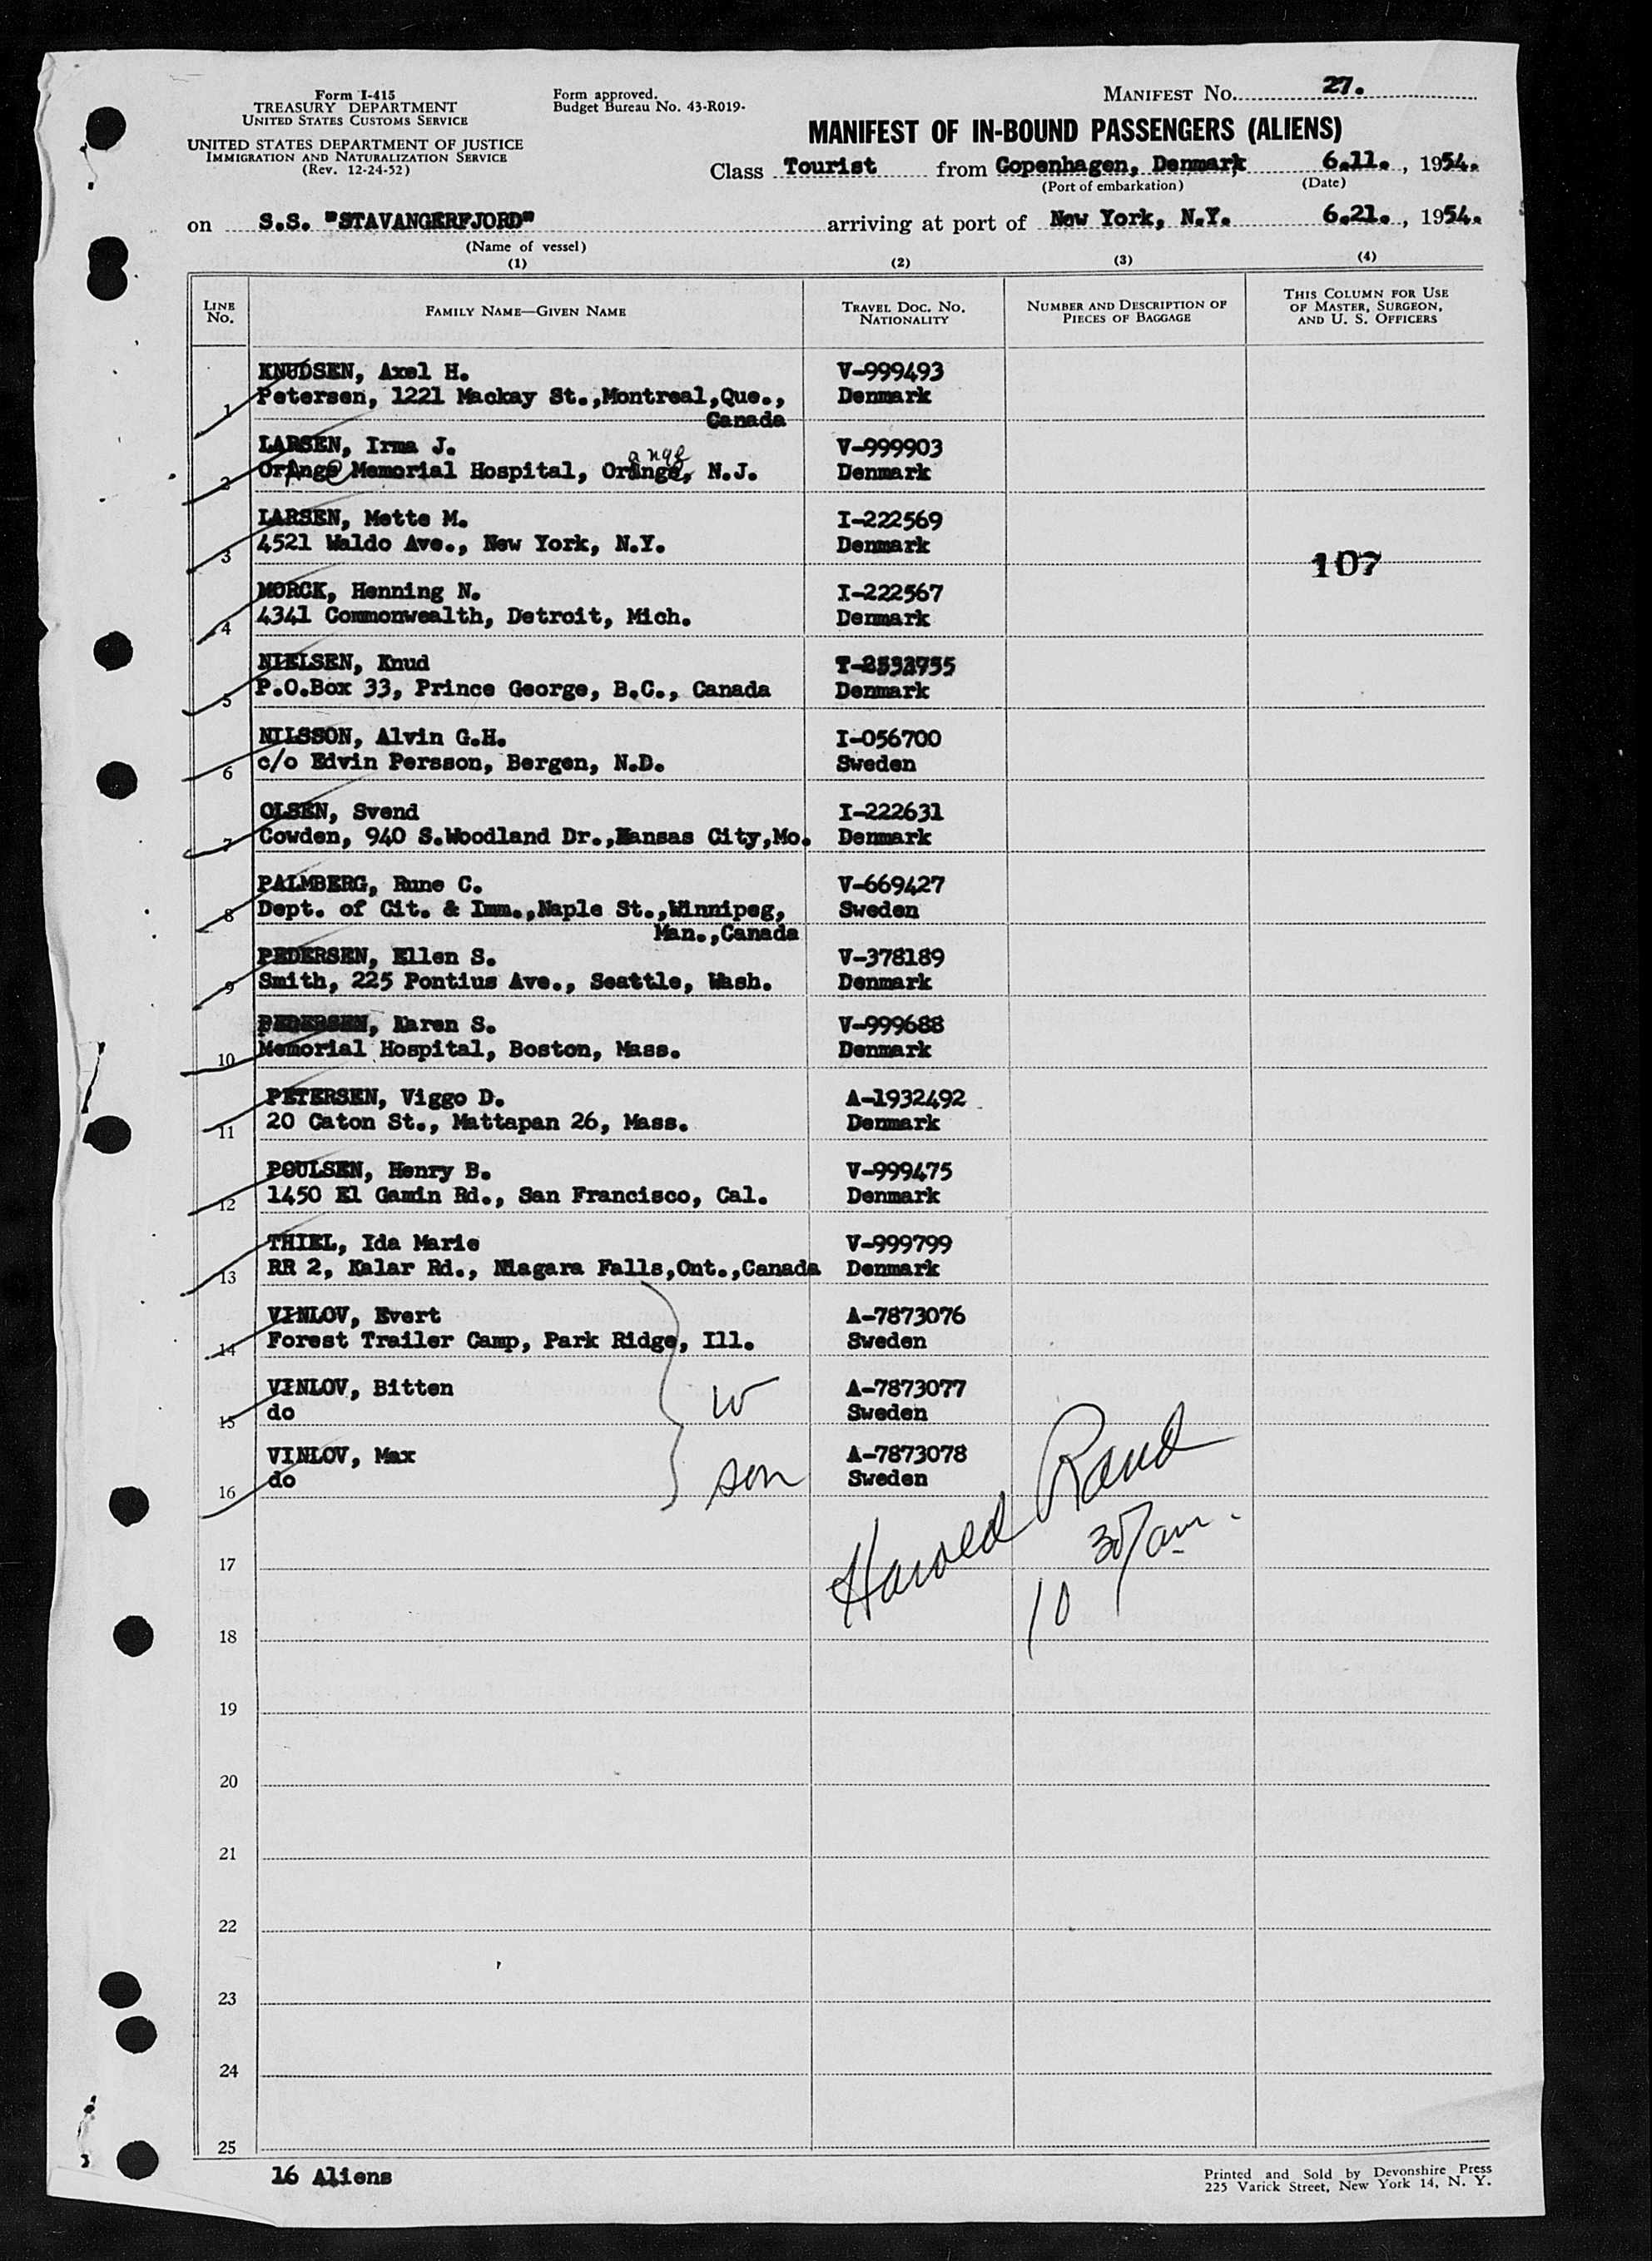 Form I-415
TREASURY DEPARTMENT
UNITED STATES CUSTOMS SERVICE
UNITED STATES DEPARTMENT OF JUSTICE
IMMIGRATION AND NATURALIZATION SERVICE
(Rev. 12-24-52)
Form approved.
Budget Bureau No. 43-R019-
MANIFEST No. 27.
MANIFEST OF IN-BOUND PASSENGERS (ALIENS)
Class Tourist from Copenhagen, Denmark 6.11. , 1954.
(Port of embarkation) (Date)
on S.S. "STAVANGERFJORD" arriving at port of New York, N.Y. 6.21. , 1954.
(Name of vessel)
(1) (2) (3) (4)
LINE No. FAMILY NAME—GIVEN NAME TRAVEL DOC. No. NATIONALITY NUMBER AND DESCRIPTION OF PIECES OF BAGGAGE THIS COLUMN FOR USE OF MASTER, SURGEON, AND U. S. OFFICERS
KNUDSEN, Axel H. V-999493
1 Petersen, 1221 Mackay St.,Montreal,Que., Denmark
Canada
LARSEN, Irma J. V-999903
ange
2 Orange Memorial Hospital, Orange, N.J. Denmark
LARSEN, Mette M. I-222569
3 4521 Waldo Ave., New York, N.Y. Denmark
107
MORCK, Henning N. I-222567
4 4341 Commonwealth, Detroit, Mich. Denmark
NIELSEN, Knud
5 P.O.Box 33, Prince George, B.C., Canada Denmark
NILSSON, Alvin G.H. I-056700
6 c/o Edvin Persson, Bergen, N.D. Sweden
OLSEN, Svend I-222631
7 Cowden, 940 S.Woodland Dr.,Kansas City,Mo. Denmark
PALMBERG, Rune C. V-669427
8 Dept. of Cit. & Imm.,Naple St.,Winnipeg, Sweden
Man.,Canada
PEDERSEN, Ellen S. V-378189
9 Smith, 225 Pontius Ave., Seattle, Wash. Denmark
PEDERSEN, Karen S. V-999688
10 Memorial Hospital, Boston, Mass. Denmark
PETERSEN, Viggo D. A-1932492
11 20 Caton St., Mattapan 26, Mass. Denmark
POULSEN, Henry B. V-999475
12 1450 El Gamin Rd., San Francisco, Cal. Denmark
THIEL, Ida Marie V-999799
13 RR 2, Kalar Rd., Niagara Falls,Ont.,Canada Denmark
VINLOV, Evert A-7873076
14 Forest Trailer Camp, Park Ridge, Ill. Sweden
VINLOV, Bitten W A-7873077
15 do Sweden
VINLOV, Max A-7873078
16 do son Sweden
Harold Rand
10 30/am.
17
18
19
20
21
22
23
24
25
16 Aliens
Printed and Sold by Devonshire Press
225 Varick Street, New York 14, N. Y.